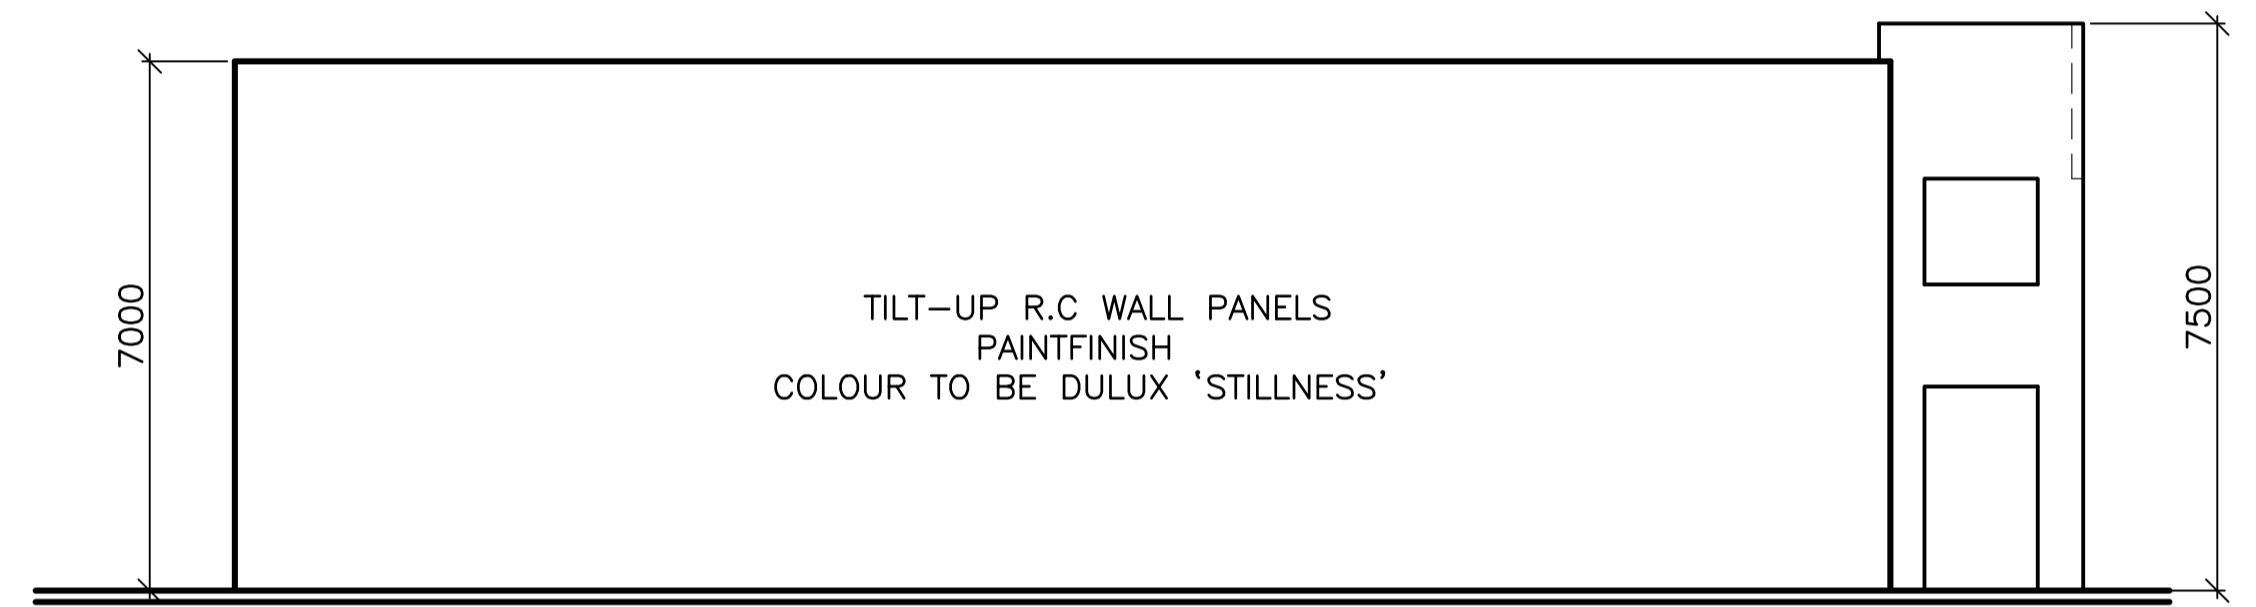 7000
TILT-UP R.C WALL PANELS
PAINTFINISH
COLOUR TO BE DULUX 'STILLNESS'
7500